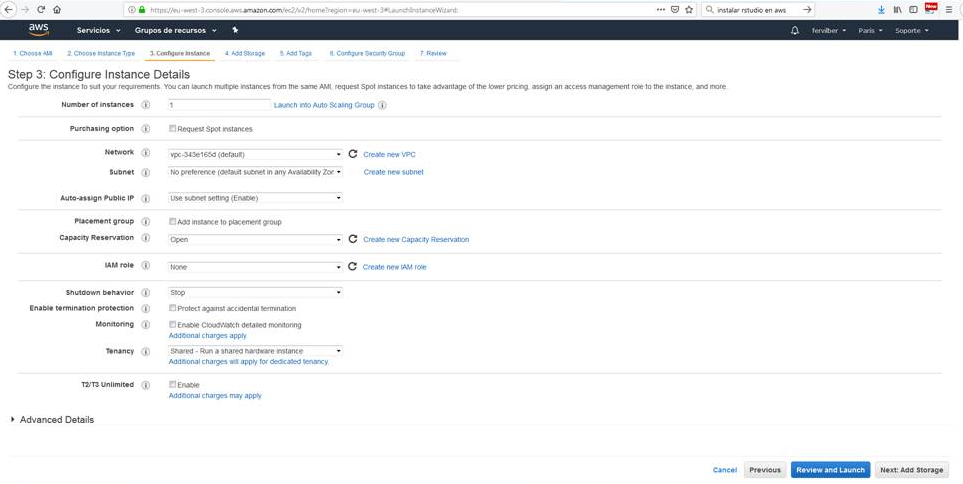 https://eu-west-3.console.aws.amazon.com/ec2/v2/home?region=eu-west-3#LaunchInstanceWizard:
instalar rstudio en aws
New
aws
Servicios
Grupos de recursos
fervilber
Paris
Soporte
1. Choose AMI
2. Choose Instance Type
3. Configure Instance
4. Add Storage
5. Add Tags
6. Configure Security Group
7. Review
Step 3: Configure Instance Details
Configure the instance to suit your requirements. You can launch multiple instances from the same AMI, request Spot instances to take advantage of the lower pricing, assign an access management role to the instance, and more.
Number of instances
1
Launch into Auto Scaling Group
Purchasing option
Request Spot instances
Network
vpc-343e165d (default)
Create new VPC
Subnet
No preference (default subnet in any Availability Zor
Create new subnet
Auto-assign Public IP
Use subnet setting (Enable)
Placement group
Add instance to placement group
Capacity Reservation
Open
Create new Capacity Reservation
IAM role
None
Create new IAM role
Shutdown behavior
Stop
Enable termination protection
Protect against accidental termination
Monitoring
Enable CloudWatch detailed monitoring
Additional charges apply
Tenancy
Shared - Run a shared hardware instance
Additional charges will apply for dedicated tenancy.
T2/T3 Unlimited
Enable
Additional charges may apply
Advanced Details
Cancel
Previous
Review and Launch
Next: Add Storage